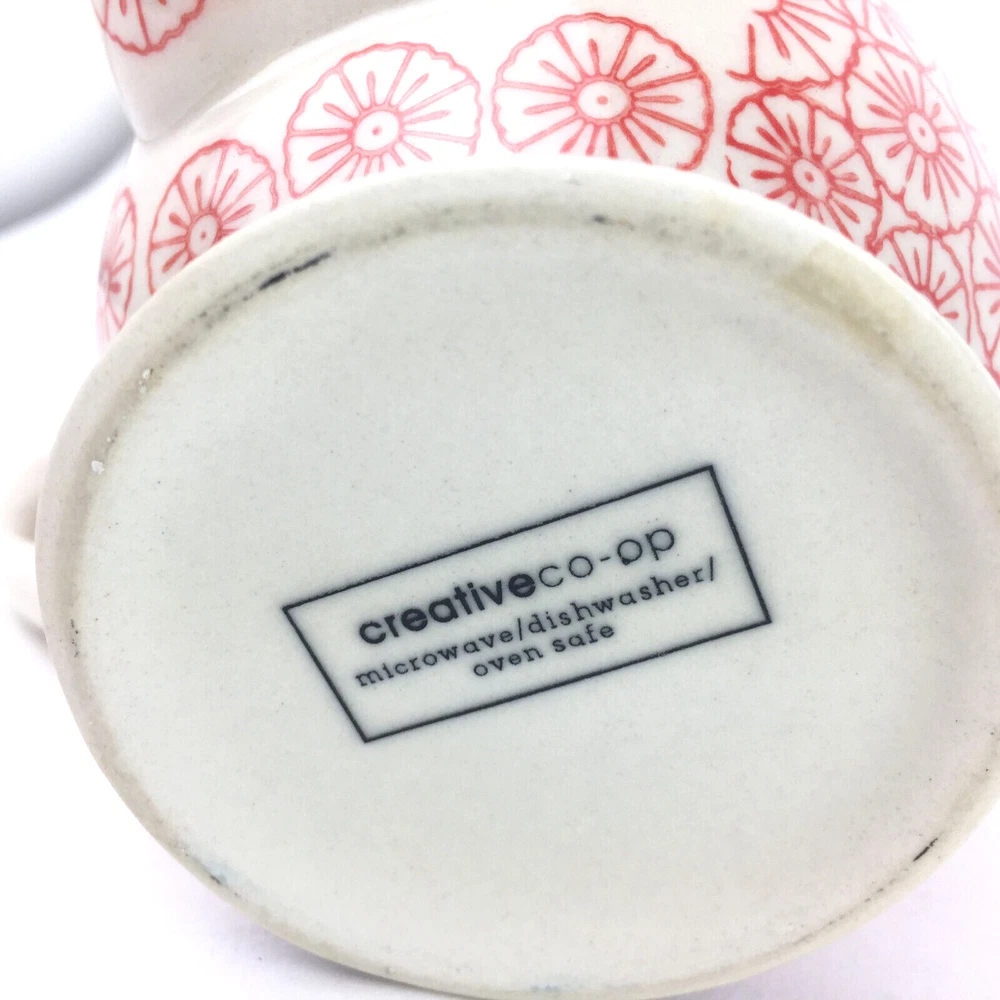 creativeco-op
microwave/dishwasher/
oven safe